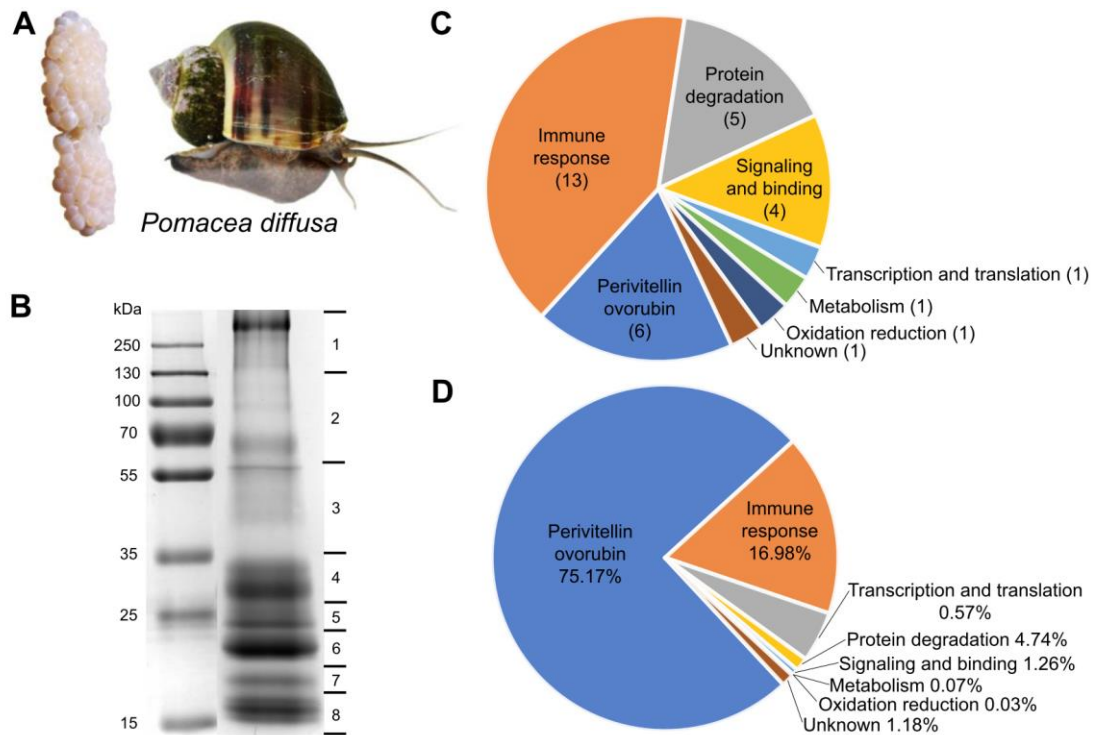 A
Pomacea diffusa
B
kDa
250
130
100
70
55
35
25
15
1
2
3
4
5
6
7
8
C
Protein
degradation
(5)
Immune
response
(13)
Signaling
and binding
(4)
Transcription and translation (1)
Metabolism (1)
Oxidation reduction (1)
Unknown (1)
Perivitellin
ovorubin
(6)
D
Perivitellin
ovorubin
75.17%
Immune
response
16.98%
Transcription and translation
0.57%
Protein degradation 4.74%
Signaling and binding 1.26%
Metabolism 0.07%
Oxidation reduction 0.03%
Unknown 1.18%